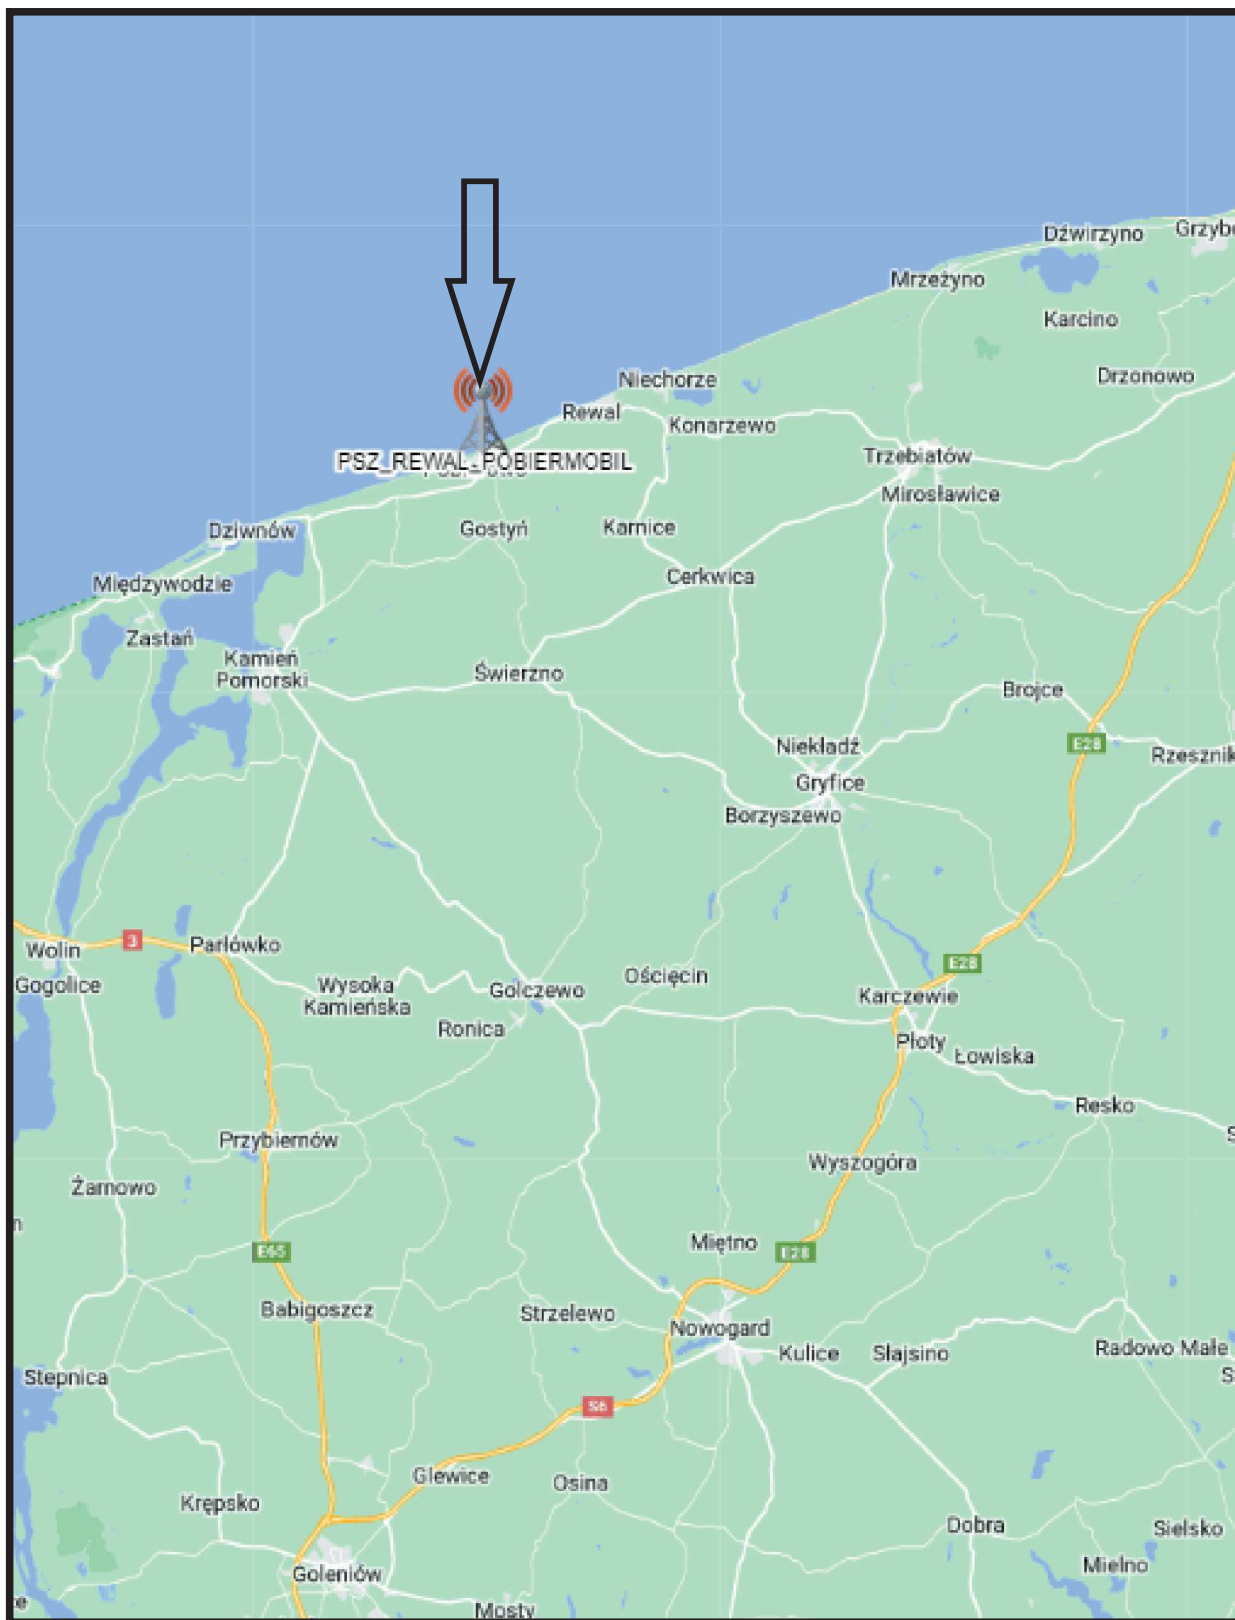 Dźwirzyno
Mrzeżyno
Karcino
Niechorze
Drzonowo
Rewal
Konarzewo
PSZ_REWAL_POBIERMOBIL
Trzebiatów
Mirosławice
Dziwnów
Gostyń
Karnice
Cerkwica
Międzywodzie
Zastań
Kamień
Pomorski
Świerzno
Brojce
Niekładź
E28
Rzesznik
Gryfice
Borzyszewo
Wolin
3
Parłówko
E28
Gogolice
Wysoka
Kamieńska
Golczewo
Ościęcin
Karczewie
Ronica
Płoty
Łowiska
Resko
Przybiernów
Wyszogóra
Żarnowo
E65
Miętno
E28
Babigoszcz
Strzelewo
Nowogard
Kulice
Słajsino
Radowo Małe
Stepnica
S6
Glewice
Osina
Krępsko
Dobra
Sielsko
Mielno
Goleniów
Mosty